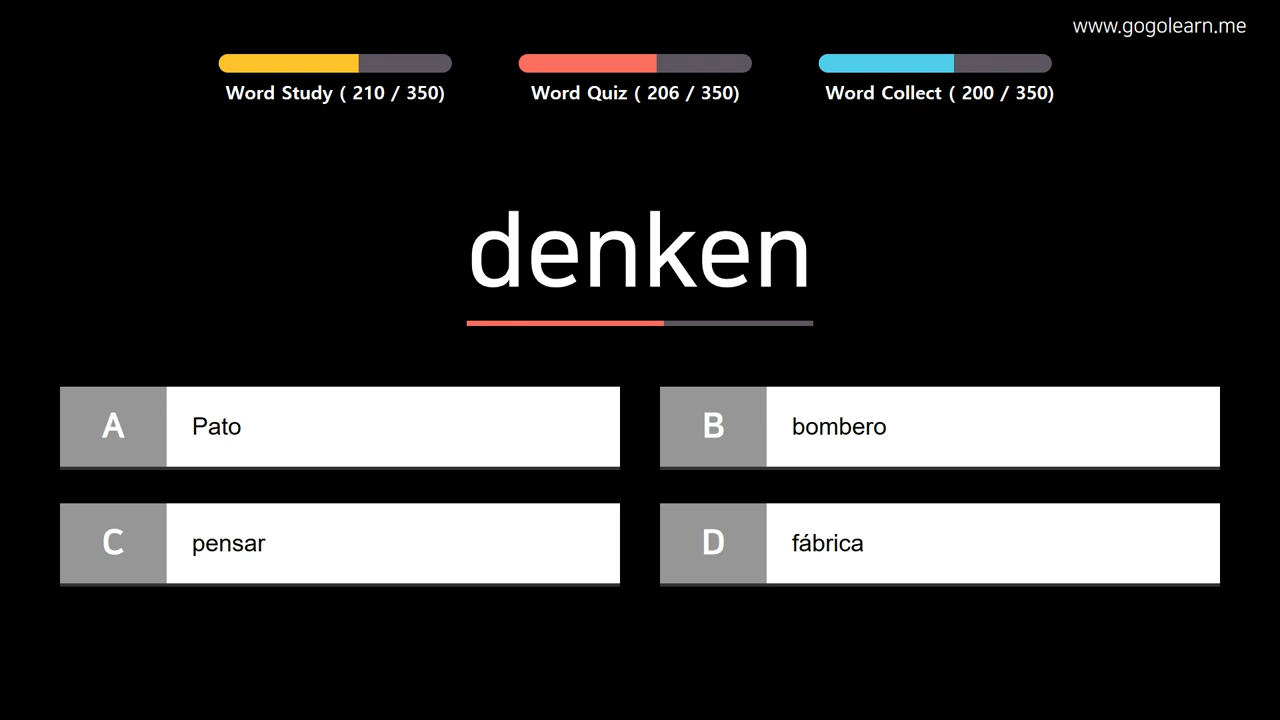 www.gogolearn.me
Word Study ( 210 / 350)
Word Quiz ( 206 / 350)
Word Collect ( 200 / 350)
denken
A
Pato
B
bombero
C
pensar
D
fábrica